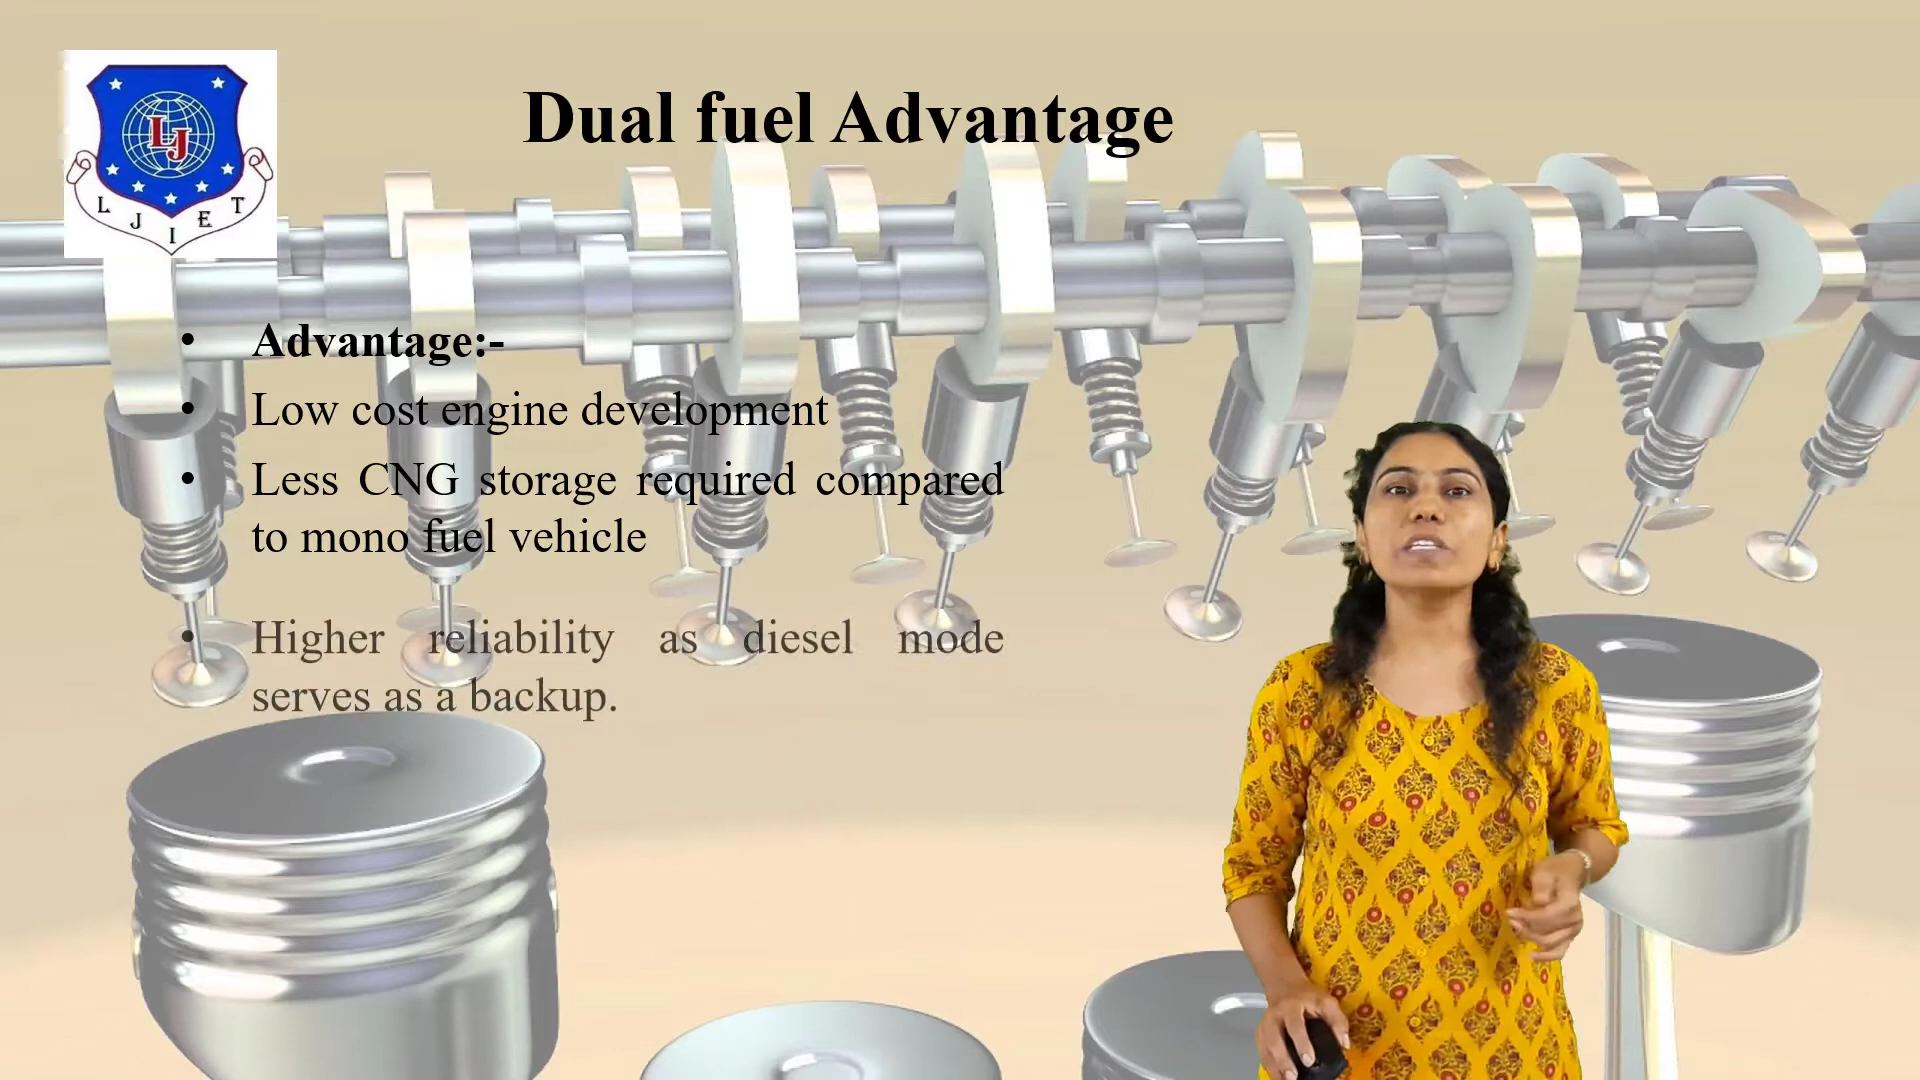 LJ
L J I E T
Dual fuel Advantage
• Advantage:-
• Low cost engine development
• Less CNG storage required compared
to mono fuel vehicle
• Higher reliability as diesel mode
serves as a backup.